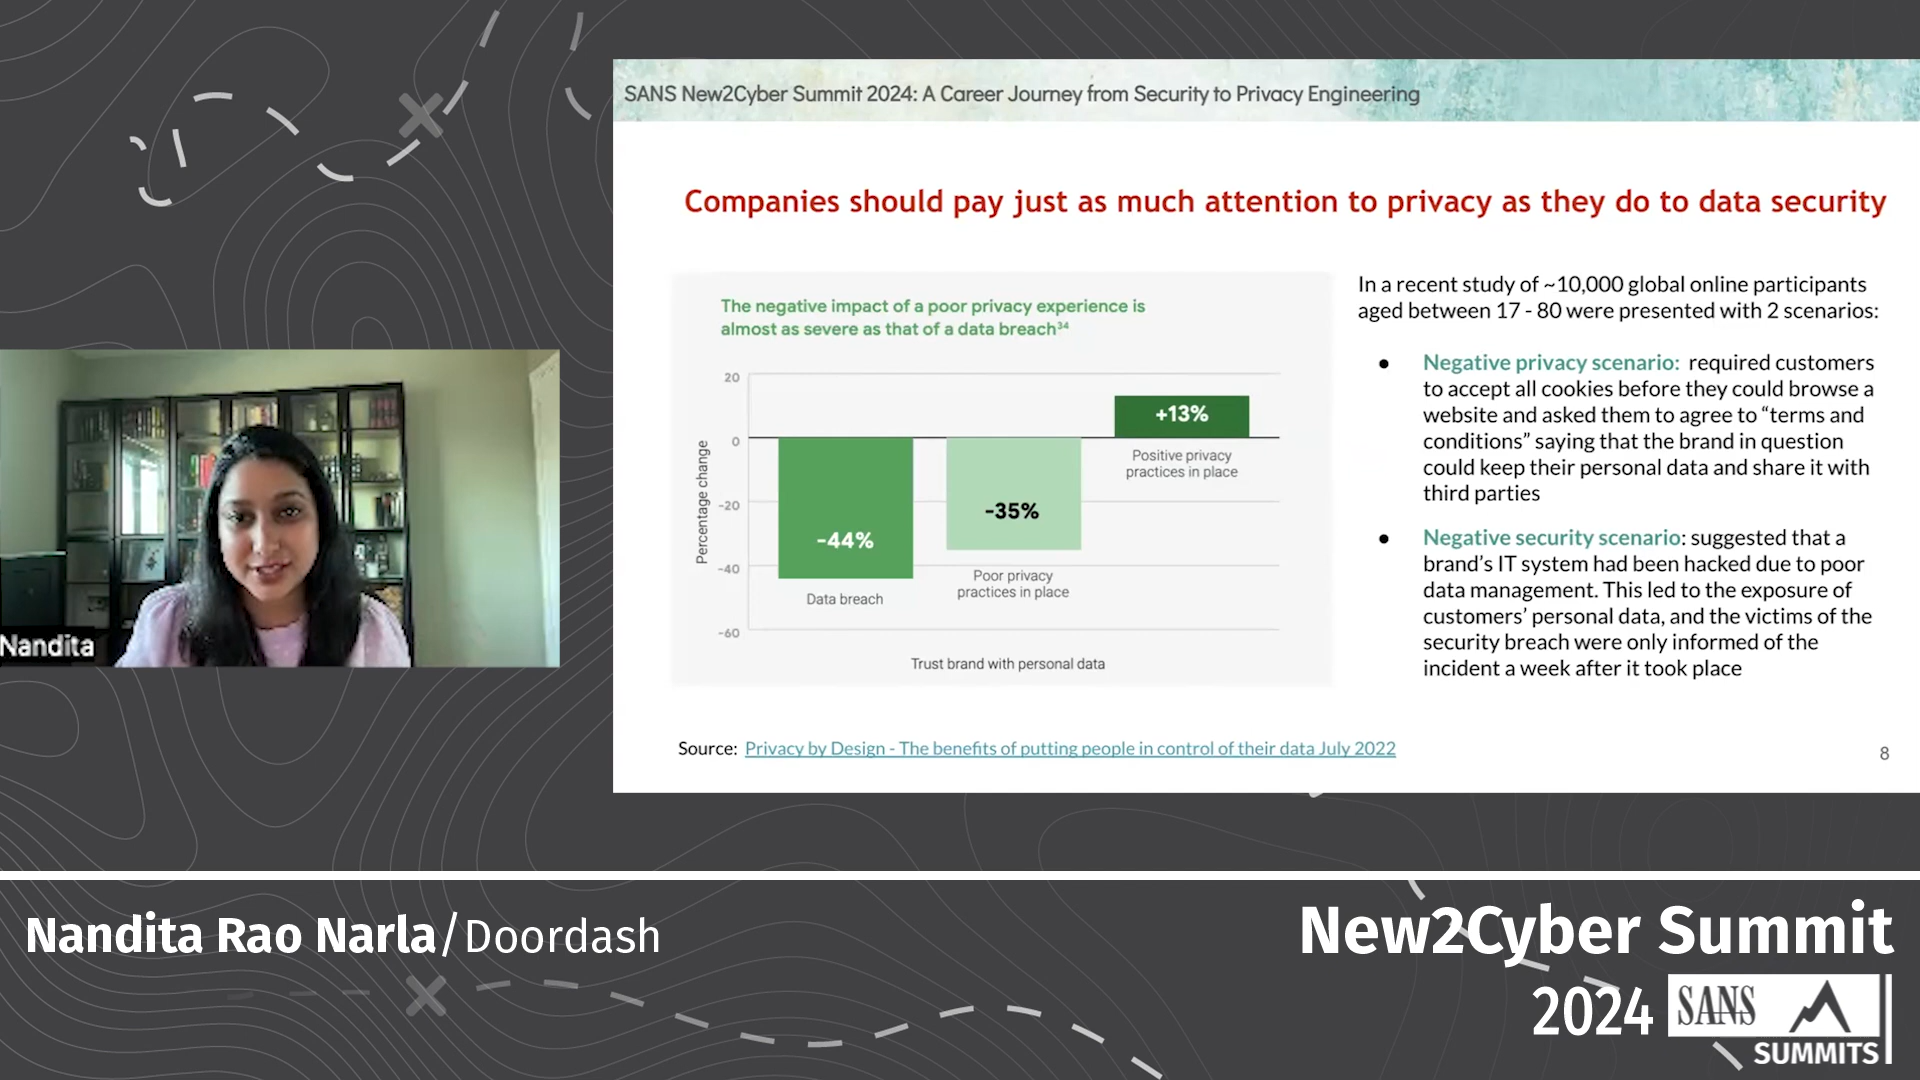 SANS New2Cyber Summit 2024: A Career Journey from Security to Privacy Engineering
Companies should pay just as much attention to privacy as they do to data security
The negative impact of a poor privacy experience is
almost as severe as that of a data breach³⁴
20
0
-20
-40
-60
Percentage change
-44%
-35%
+13%
Data breach
Poor privacy
practices in place
Positive privacy
practices in place
Trust brand with personal data
In a recent study of ~10,000 global online participants
aged between 17 - 80 were presented with 2 scenarios:
● Negative privacy scenario: required customers
to accept all cookies before they could browse a
website and asked them to agree to “terms and
conditions” saying that the brand in question
could keep their personal data and share it with
third parties
● Negative security scenario: suggested that a
brand’s IT system had been hacked due to poor
data management. This led to the exposure of
customers’ personal data, and the victims of the
security breach were only informed of the
incident a week after it took place
Source: Privacy by Design - The benefits of putting people in control of their data July 2022
8
Nandita
Nandita Rao Narla/Doordash
New2Cyber Summit
2024
SANS
SUMMITS